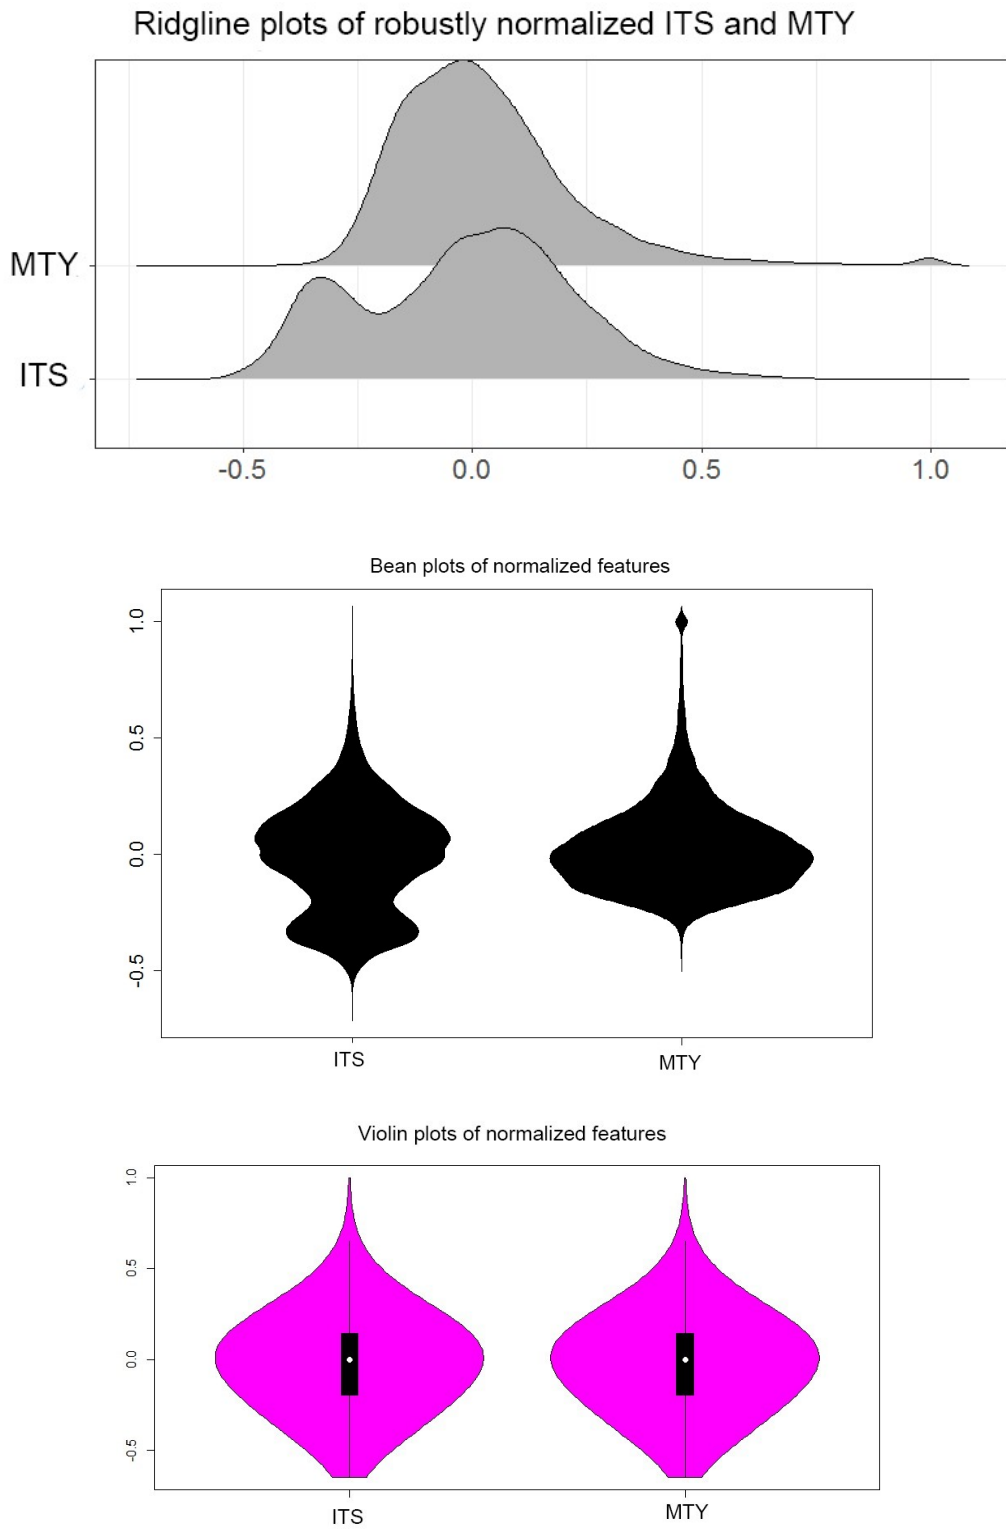 Ridgline plots of robustly normalized ITS and MTY
MTY
ITS
-0.5 0.0 0.5 1.0
Bean plots of normalized features
1.0
0.5
0.0
-0.5
ITS MTY
Violin plots of normalized features
1.0
0.5
0.0
-0.5
ITS MTY